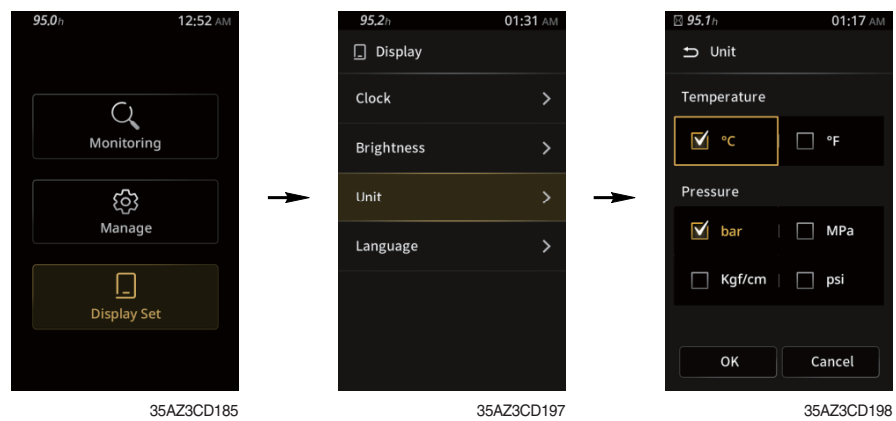 95.0h 12:52 AM
Monitoring
Manage
Display Set
35AZ3CD185
95.2h 01:31 AM
Display
Clock
Brightness
Unit
Language
35AZ3CD197
95.1h 01:17 AM
Unit
Temperature
°C °F
Pressure
bar MPa
Kgf/cm psi
OK Cancel
35AZ3CD198